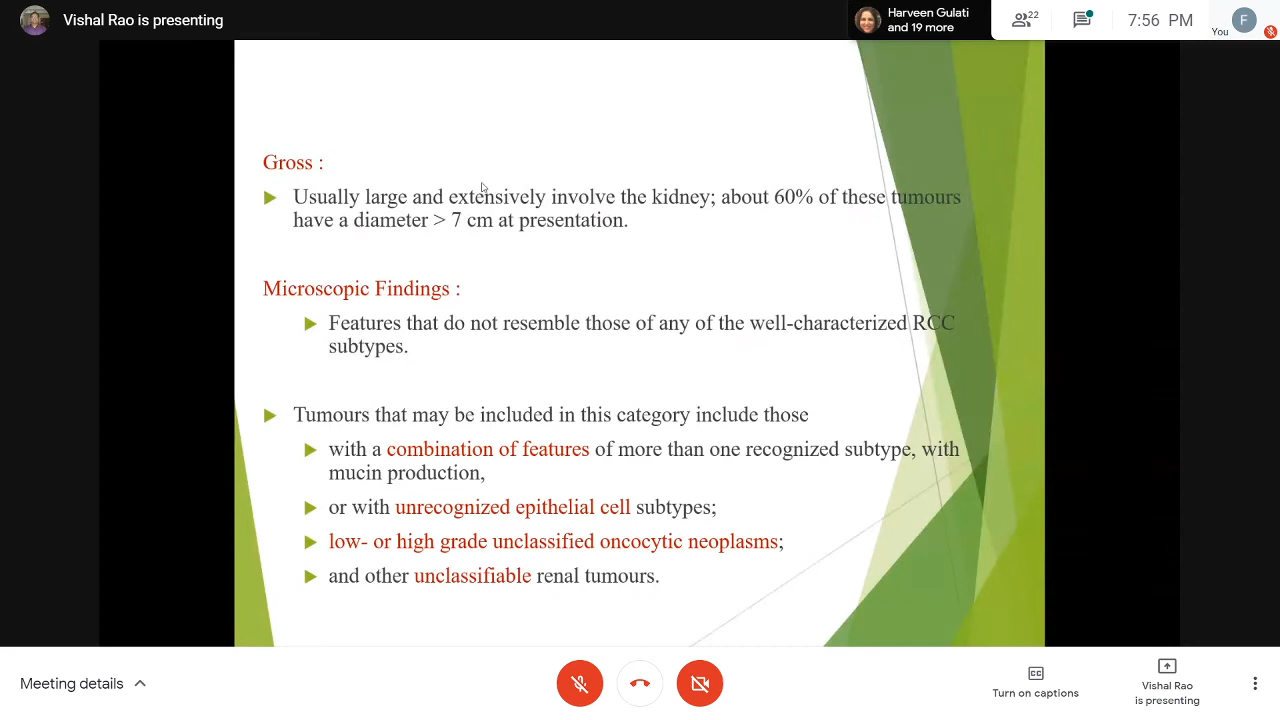 Vishal Rao is presenting
Harveen Gulati
and 19 more
22
7:56 PM
You
F
Gross :
Usually large and extensively involve the kidney; about 60% of these tumours
have a diameter > 7 cm at presentation.
Microscopic Findings :
Features that do not resemble those of any of the well-characterized RCC
subtypes.
Tumours that may be included in this category include those
with a combination of features of more than one recognized subtype, with
mucin production,
or with unrecognized epithelial cell subtypes;
low- or high grade unclassified oncocytic neoplasms;
and other unclassifiable renal tumours.
Meeting details
CC
Turn on captions
Vishal Rao
is presenting